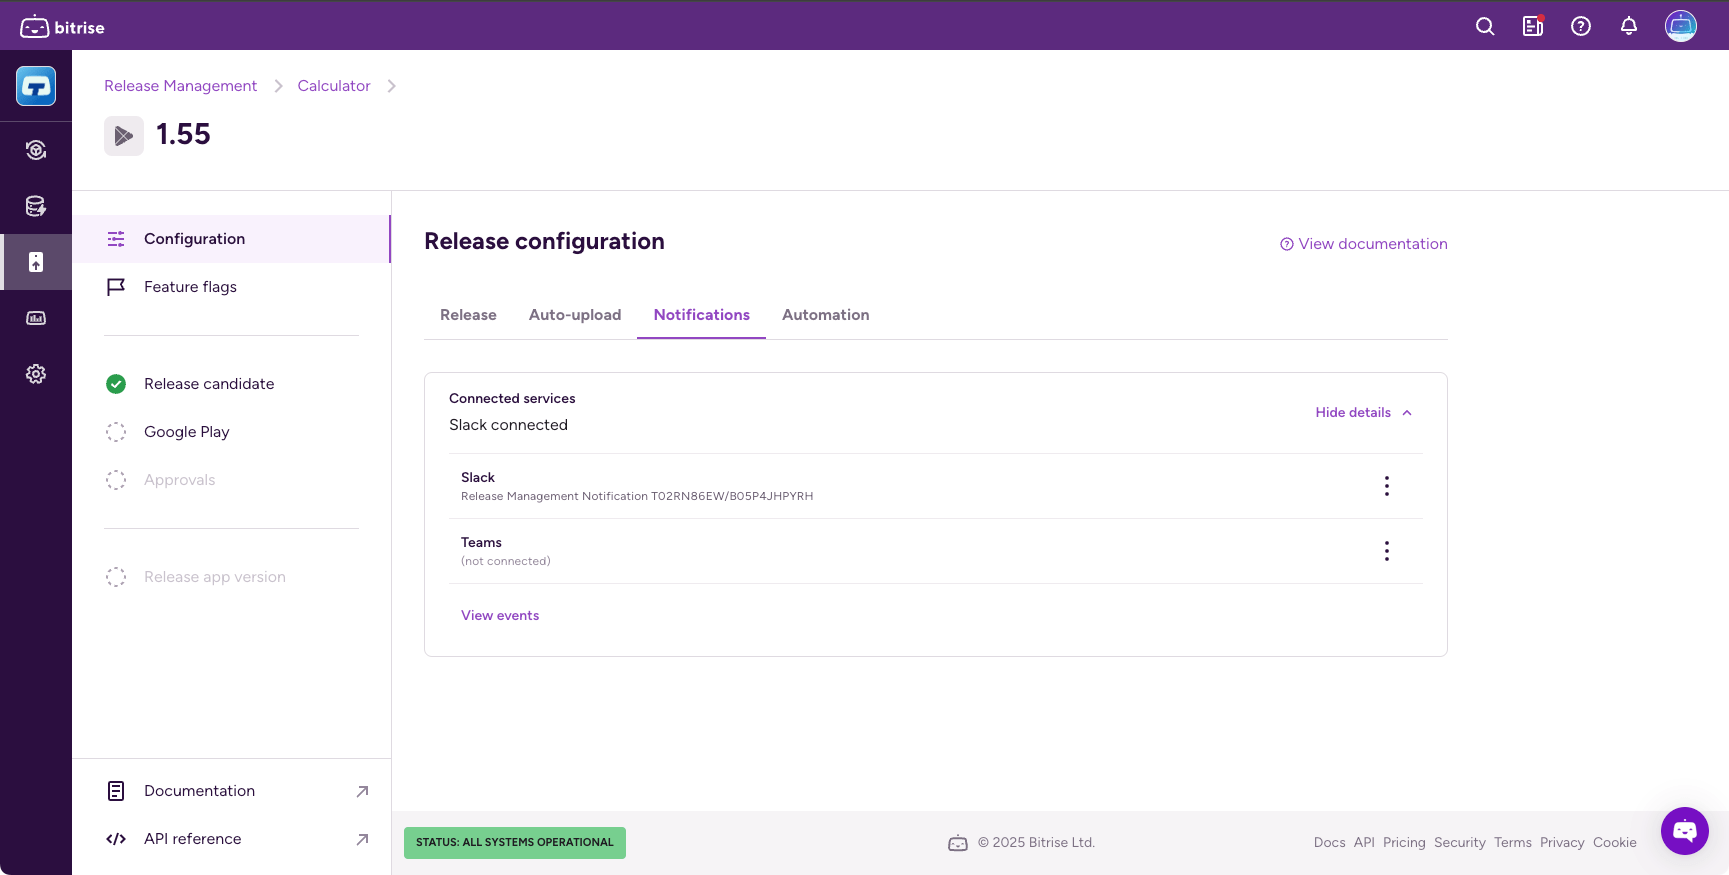 bitrise
Release Management
Calculator
1.55
Configuration
Feature flags
Release candidate
Google Play
Approvals
Release app version
Documentation
API reference
Release configuration
View documentation
Release
Auto-upload
Notifications
Automation
Connected services
Slack connected
Hide details
Slack
Release Management Notification T02RN86EW/B05P4JHPYRH
Teams
(not connected)
View events
STATUS: ALL SYSTEMS OPERATIONAL
© 2025 Bitrise Ltd.
Docs API Pricing Security Terms Privacy Cookie